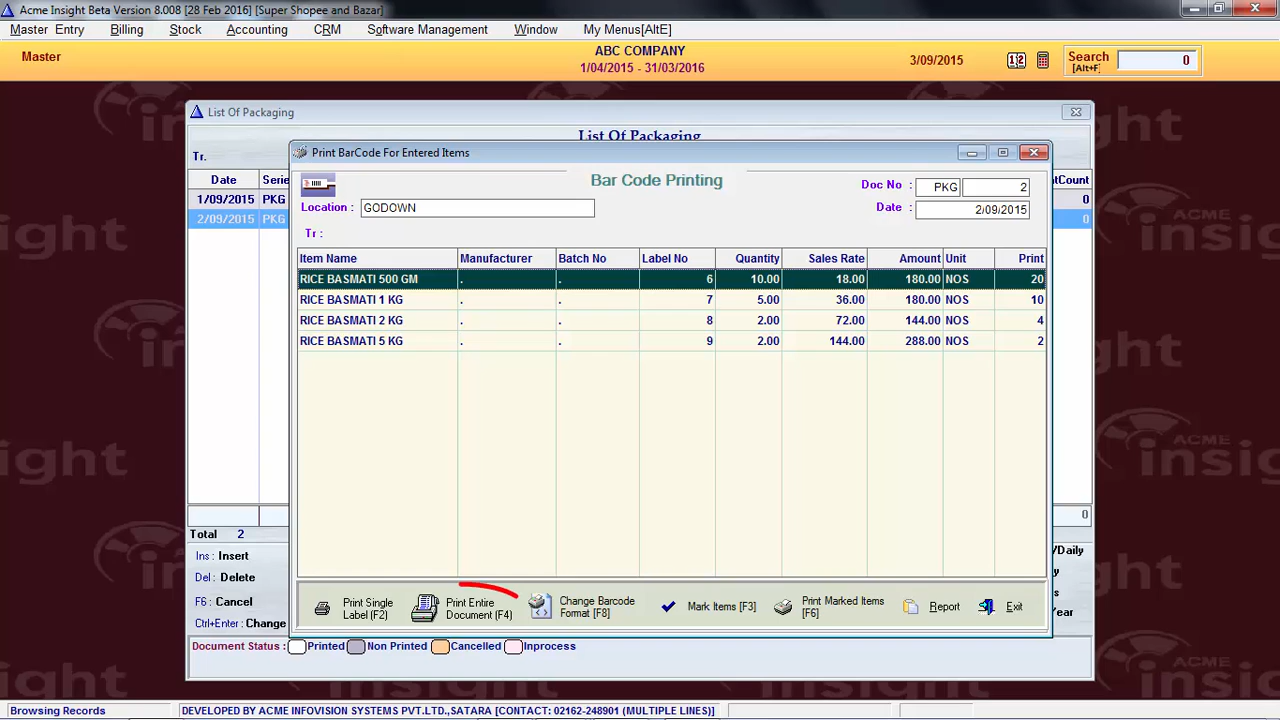 Acme Insight Beta Version 8.008 [28 Feb 2016] [Super Shopee and Bazar]
Master Entry Billing Stock Accounting CRM Software Management Window My Menus[AltE]
Master
ABC COMPANY
1/04/2015 - 31/03/2016
3/09/2015
Search [Alt+F] 0
List Of Packaging
List Of Packaging
Tr.
Date Serie ntCount
1/09/2015 PKG 0
2/09/2015 PKG 0
Print BarCode For Entered Items
Bar Code Printing
Doc No : PKG 2
Location : GODOWN
Date : 2/09/2015
Tr :
Item Name Manufacturer Batch No Label No Quantity Sales Rate Amount Unit Print
RICE BASMATI 500 GM . . 6 10.00 18.00 180.00 NOS 20
RICE BASMATI 1 KG . . 7 5.00 36.00 180.00 NOS 10
RICE BASMATI 2 KG . . 8 2.00 72.00 144.00 NOS 4
RICE BASMATI 5 KG . . 9 2.00 144.00 288.00 NOS 2
Print Single Label [F2]
Print Entire Document (F4)
Change Barcode Format [F8]
Mark Items [F3]
Print Marked Items [F6]
Report
Exit
0
Total 2
Ins : Insert
Del : Delete
F6 : Cancel
Ctrl+Enter : Change
/Daily
y
s
/ear
Document Status : Printed Non Printed Cancelled Inprocess
Browsing Records
DEVELOPED BY ACME INFOVISION SYSTEMS PVT.LTD.,SATARA [CONTACT: 02162-248901 (MULTIPLE LINES)]
ACME
insight